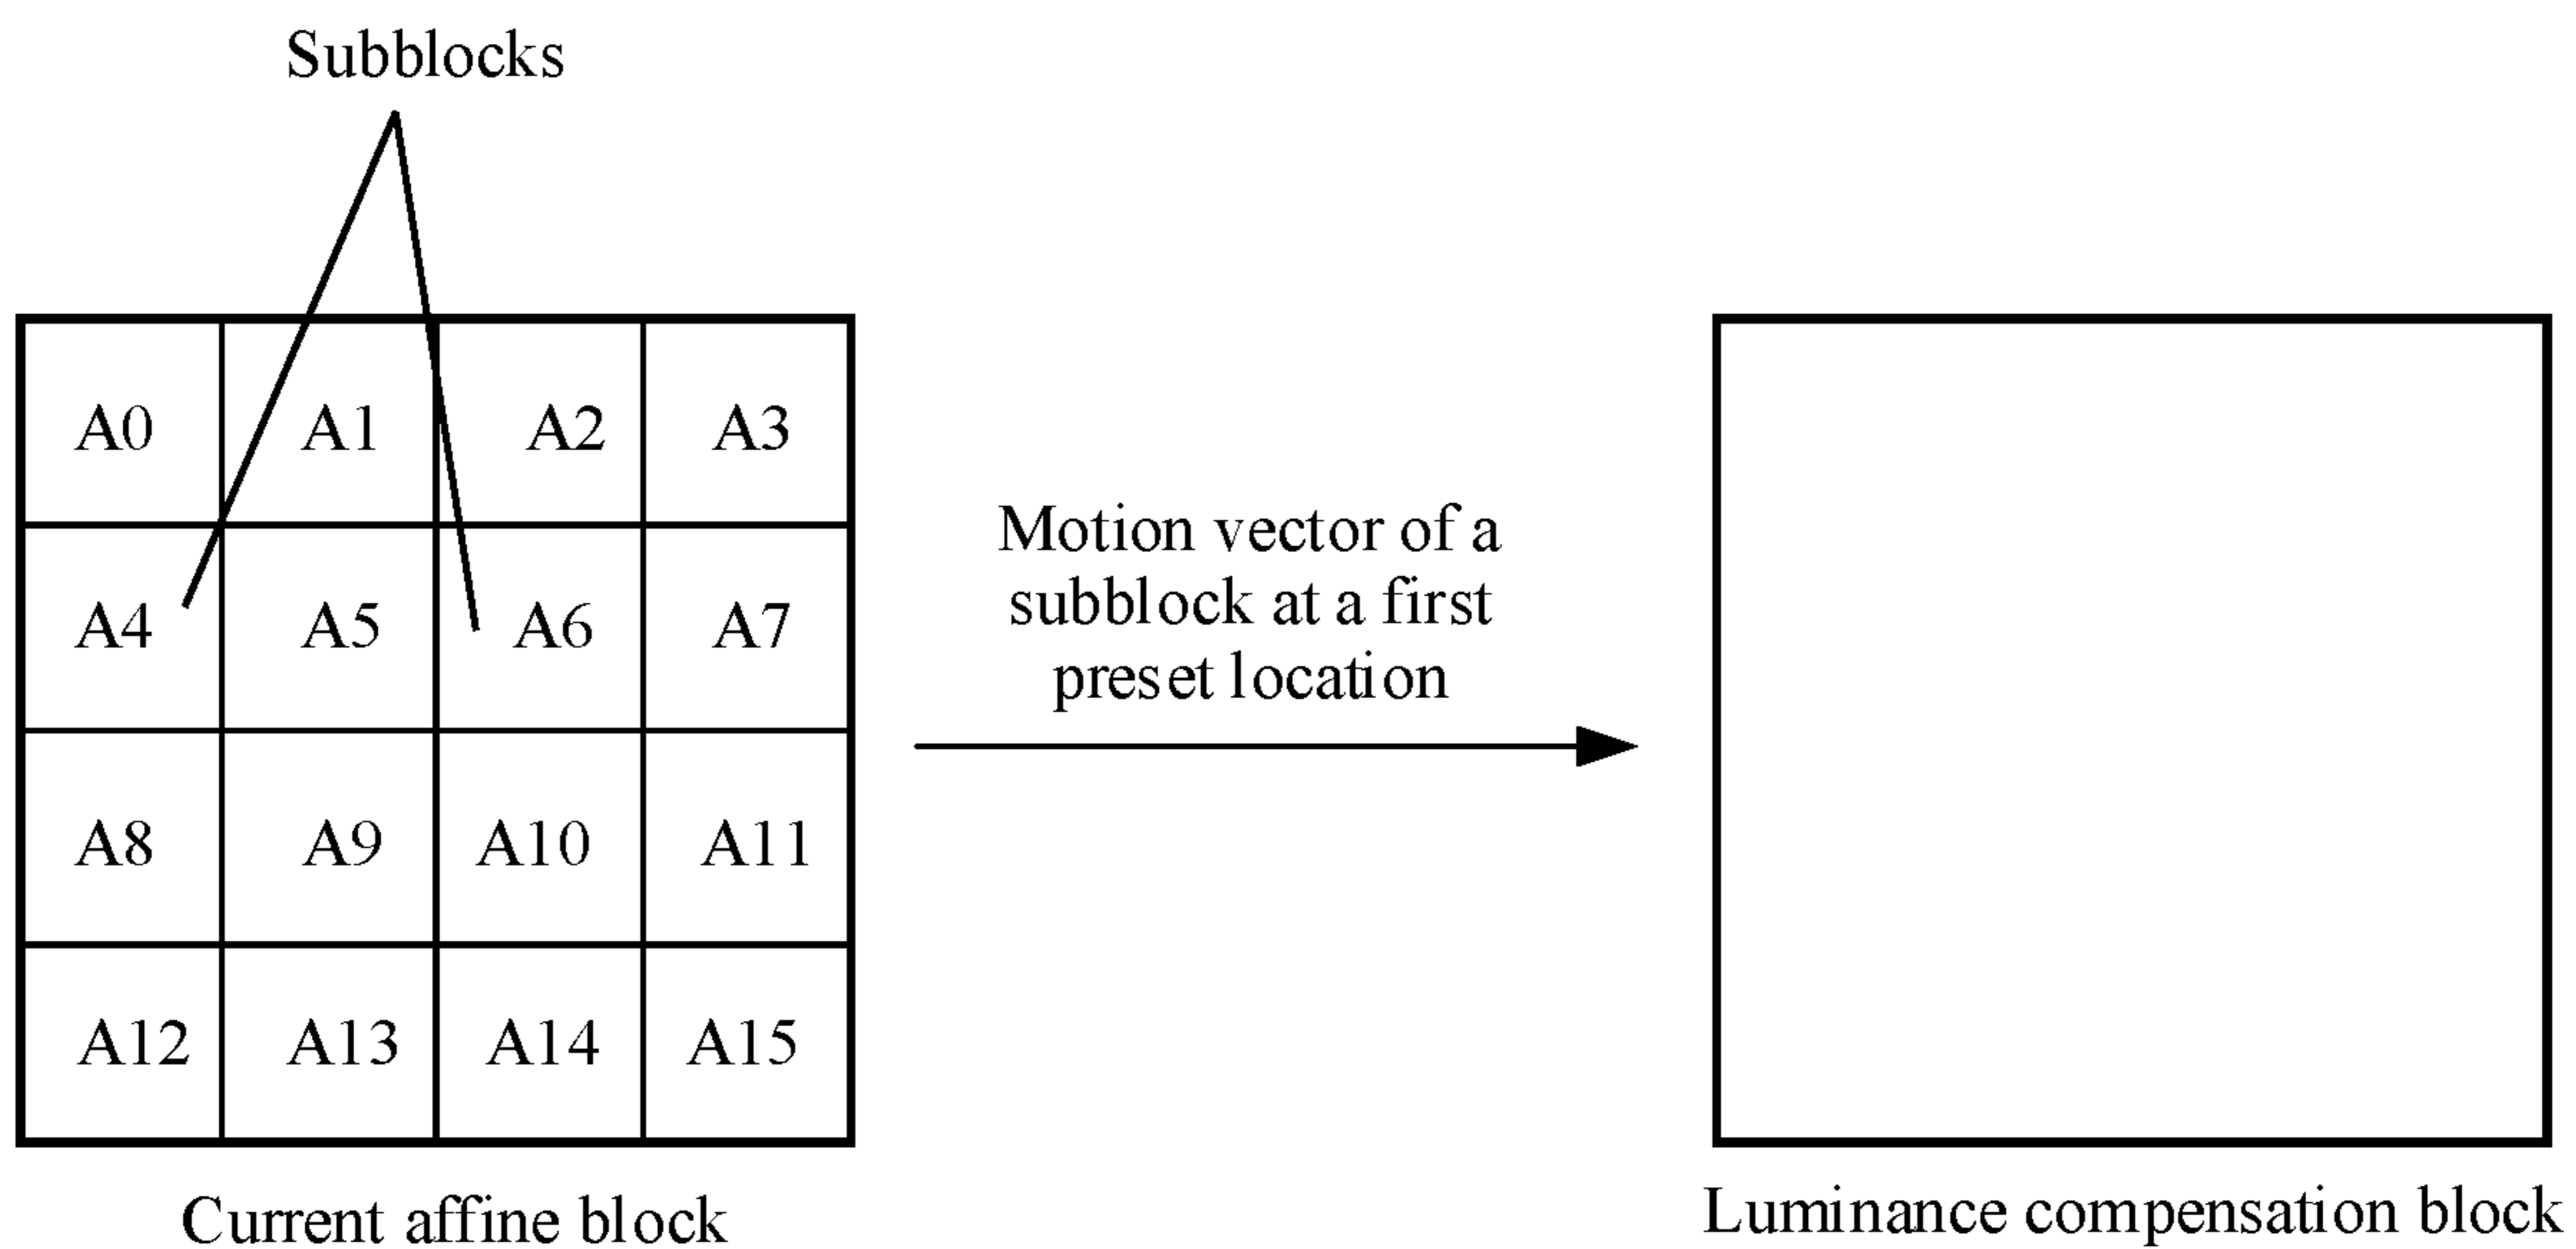 Subblocks
A0 A1 A2 A3
A4 A5 A6 A7
A8 A9 A10 A11
A12 A13 A14 A15
Motion vector of a
subblock at a first
preset location
Current affine block
Luminance compensation block